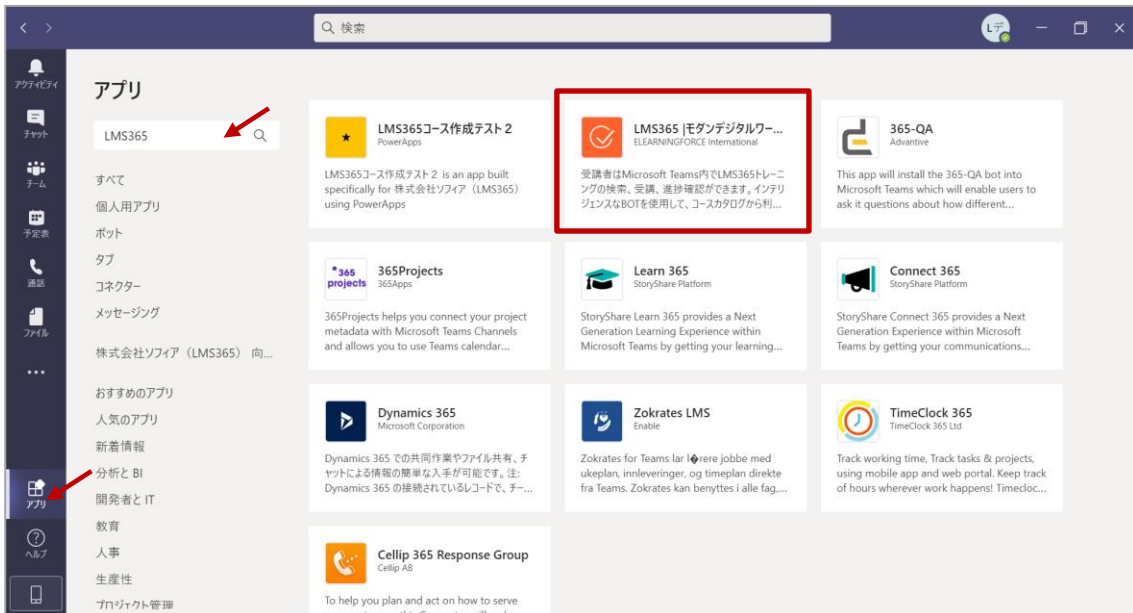 検索
Lデ
アクティビティ
チャット
チーム
予定表
通話
ファイル
アプリ
ヘルプ
アプリ
LMS365
すべて
個人用アプリ
ボット
タブ
コネクター
メッセージング
株式会社ソフィア（LMS365） 向...
おすすめのアプリ
人気のアプリ
新着情報
分析と BI
開発者と IT
教育
人事
生産性
プロジェクト管理
LMS365コース作成テスト２
PowerApps
LMS365コース作成テスト２ is an app built
specifically for 株式会社ソフィア（LMS365）
using PowerApps
LMS365 |モダンデジタルワー...
ELEARNINGFORCE International
受講者はMicrosoft Teams内でLMS365トレーニ
ングの検索、受講、進捗確認ができます。インテリ
ジェンスなBOTを使用して、コースカタログから利...
365-QA
Advantive
This app will install the 365-QA bot into
Microsoft Teams which will enable users to
ask it questions about how different...
365
projects
365Projects
365Apps
365Projects helps you connect your project
metadata with Microsoft Teams Channels
and allows you to use Teams calendar...
Learn 365
StoryShare Platform
StoryShare Learn 365 provides a Next
Generation Learning Experience within
Microsoft Teams by getting your learning...
Connect 365
StoryShare Platform
StoryShare Connect 365 provides a Next
Generation Experience within Microsoft
Teams by getting your communications...
Dynamics 365
Microsoft Corporation
Dynamics 365 での共同作業やファイル共有、チ
ャットによる情報の簡単な入手が可能です。注:
Dynamics 365 の接続されているレコードで、チー...
Zokrates LMS
Enable
Zokrates for Teams lar l�rere jobbe med
ukeplan, innleveringer, og timeplan direkte
fra Teams. Zokrates kan benyttes i alle fag,...
TimeClock 365
TimeClock 365 Ltd
Track working time, Track tasks & projects,
using mobile app and web portal. Keep track
of hours wherever work happens! Timecloc...
Cellip 365 Response Group
Cellip AB
To help you plan and act on how to serve